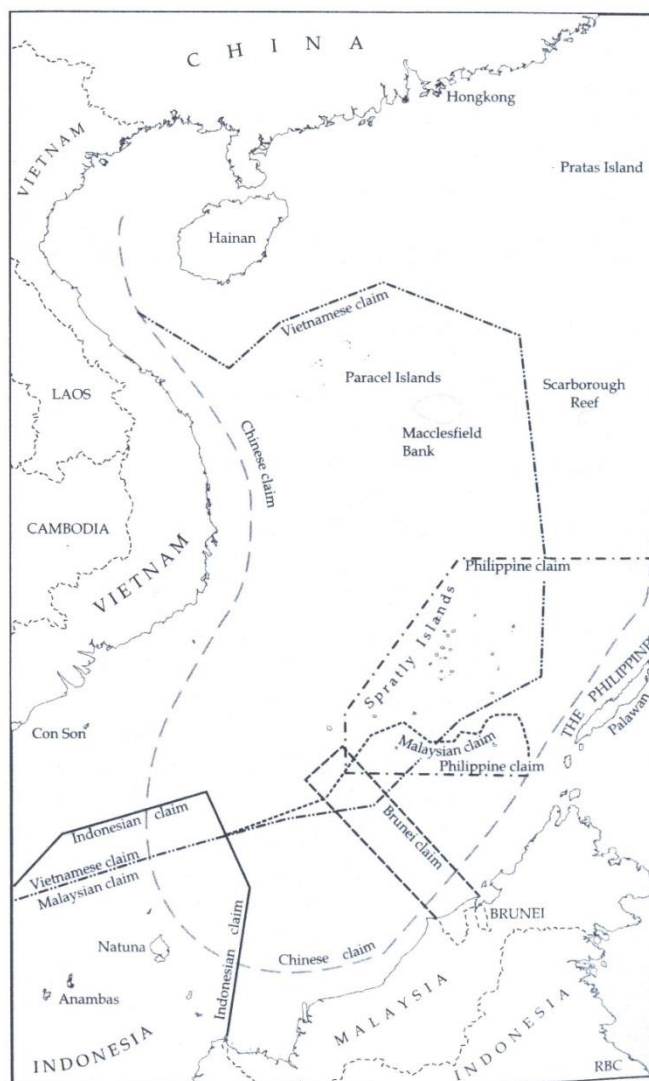 CHINA
Hongkong
VIETNAM
Pratas Island
Hainan
Vietnamese claim
Paracel Islands
LAOS
Scarborough
Reef
Chinese claim
Macclesfield
Bank
CAMBODIA
VIETNAM
Philippine claim
Spratly Islands
THE PHILIPPINE
Palawan
Con Son
Malaysian claim
Philippine claim
Indonesian claim
Brunei claim
Vietnamese claim
Malaysian claim
BRUNEI
Natuna
Chinese claim
Indonesian claim
Anambas
MALAYSIA
INDONESIA
INDONESIA
RBC